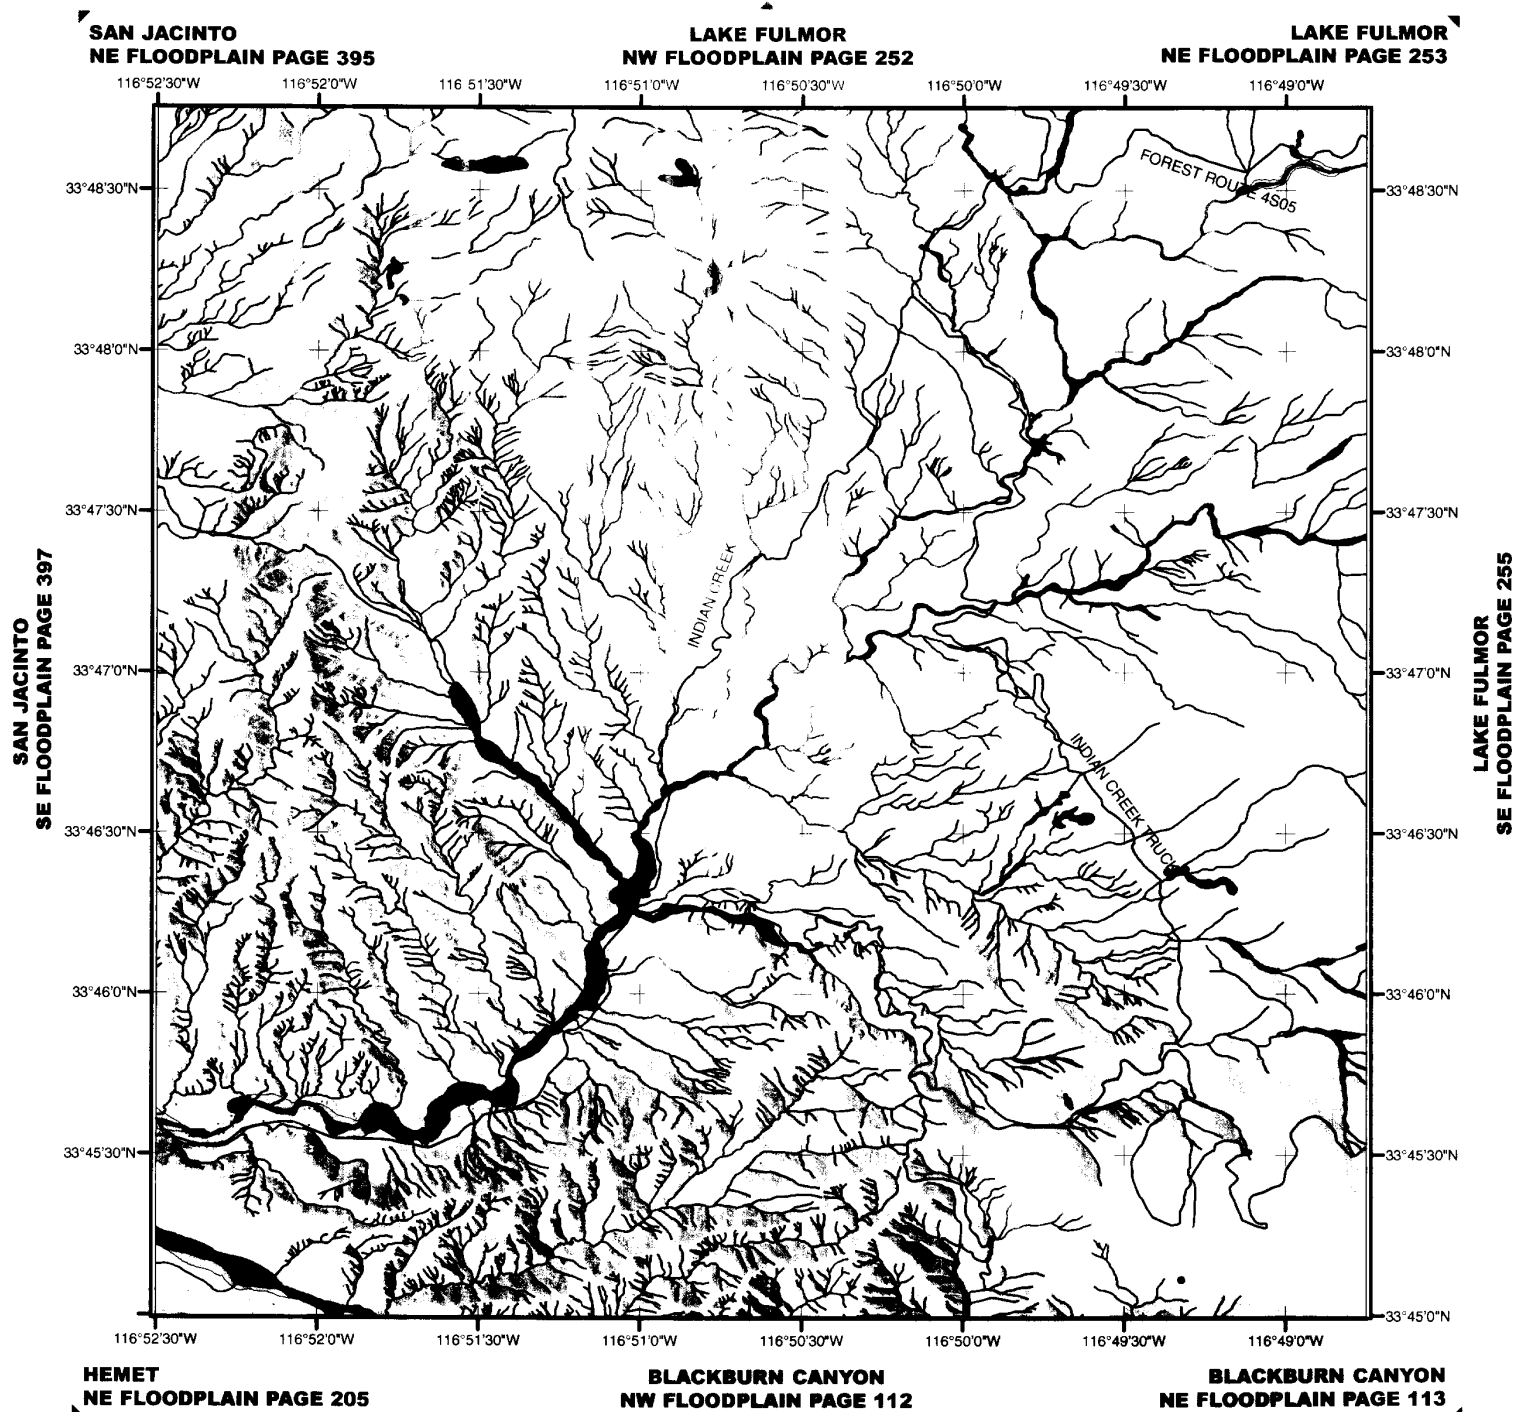 SAN JACINTO
NE FLOODPLAIN PAGE 395
LAKE FULMOR
NW FLOODPLAIN PAGE 252
LAKE FULMOR
NE FLOODPLAIN PAGE 253
116°52'30"W
116°52'0"W
116°51'30"W
116°51'0"W
116°50'30"W
116°50'0"W
116°49'30"W
116°49'0"W
FOREST ROUTE 4S05
33°48'30"N
33°48'30"N
33°48'0"N
33°48'0"N
33°47'30"N
33°47'30"N
INDIAN CREEK
SAN JACINTO
SE FLOODPLAIN PAGE 397
LAKE FULMOR
SE FLOODPLAIN PAGE 255
33°47'0"N
33°47'0"N
INDIAN CREEK TRUCK
33°46'30"N
33°46'30"N
33°46'0"N
33°46'0"N
33°45'30"N
33°45'30"N
33°45'0"N
116°52'30"W
116°52'0"W
116°51'30"W
116°51'0"W
116°50'30"W
116°50'0"W
116°49'30"W
116°49'0"W
HEMET
NE FLOODPLAIN PAGE 205
BLACKBURN CANYON
NW FLOODPLAIN PAGE 112
BLACKBURN CANYON
NE FLOODPLAIN PAGE 113